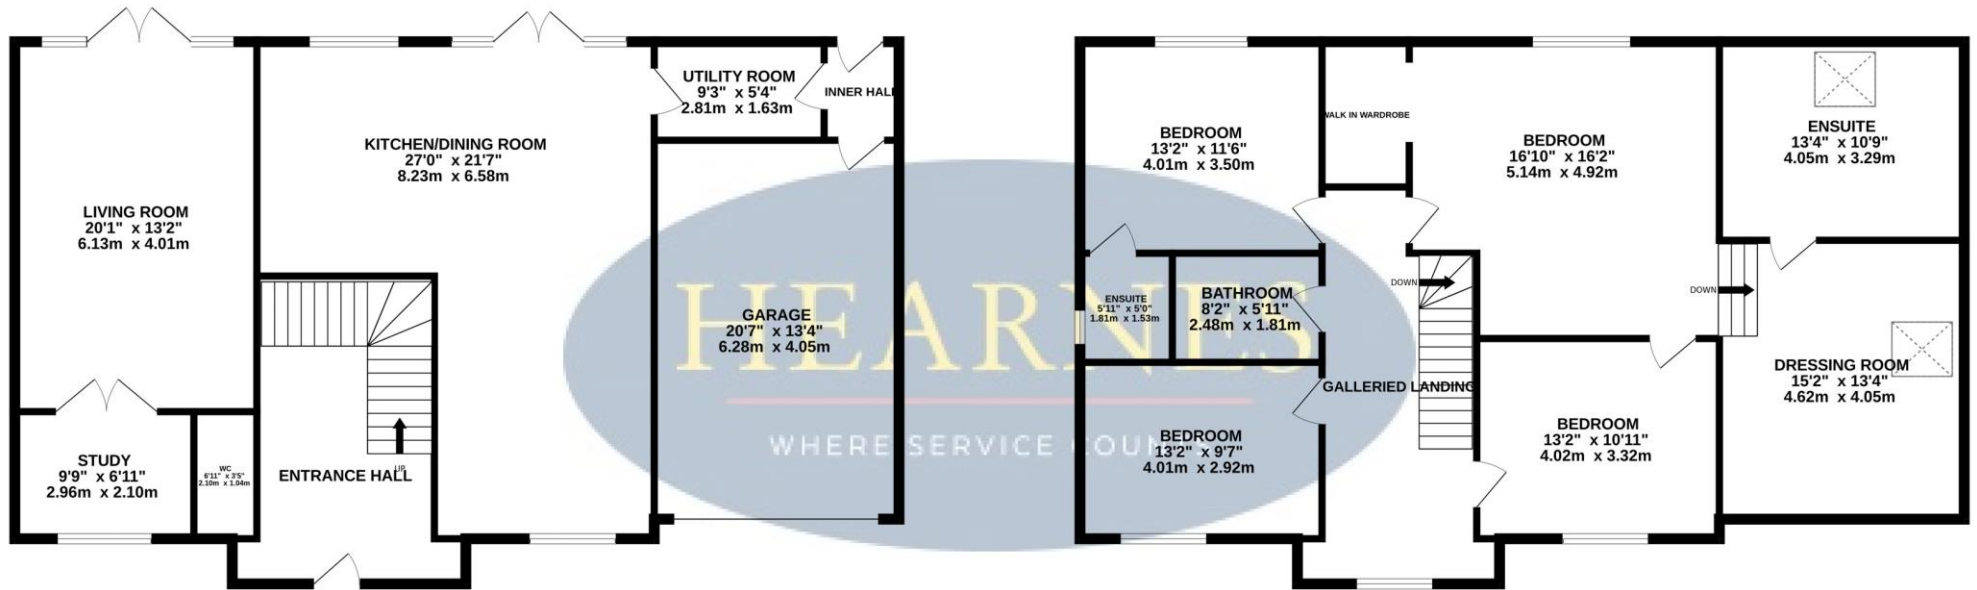 LIVING ROOM
20'1" x 13'2"
6.13m x 4.01m
STUDY
9'9" x 6'11"
2.96m x 2.10m
WC
6'11" x 3'5"
2.10m x 1.04m
ENTRANCE HALL
UP
KITCHEN/DINING ROOM
27'0" x 21'7"
8.23m x 6.58m
UTILITY ROOM
9'3" x 5'4"
2.81m x 1.63m
INNER HALL
GARAGE
20'7" x 13'4"
6.28m x 4.05m
HEARNES
WHERE SERVICE COUNTS
BEDROOM
13'2" x 11'6"
4.01m x 3.50m
WALK IN WARDROBE
BEDROOM
16'10" x 16'2"
5.14m x 4.92m
ENSUITE
13'4" x 10'9"
4.05m x 3.29m
ENSUITE
5'11" x 5'0"
1.81m x 1.53m
BATHROOM
8'2" x 5'11"
2.48m x 1.81m
DOWN
DOWN
GALLERIED LANDING
DRESSING ROOM
15'2" x 13'4"
4.62m x 4.05m
BEDROOM
13'2" x 9'7"
4.01m x 2.92m
BEDROOM
13'2" x 10'11"
4.02m x 3.32m